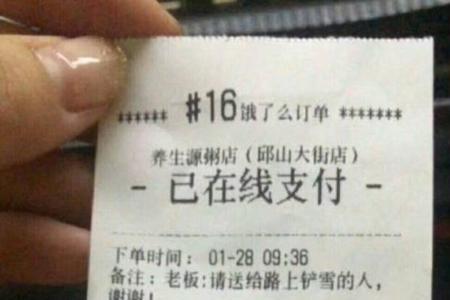 ****** #16饿了么订单 *******
养生源粥店（邱山大街店）
- 已在线支付 -
下单时间： 01-28 09:36
备注：老板:请送给路上铲雪的人，
谢谢!